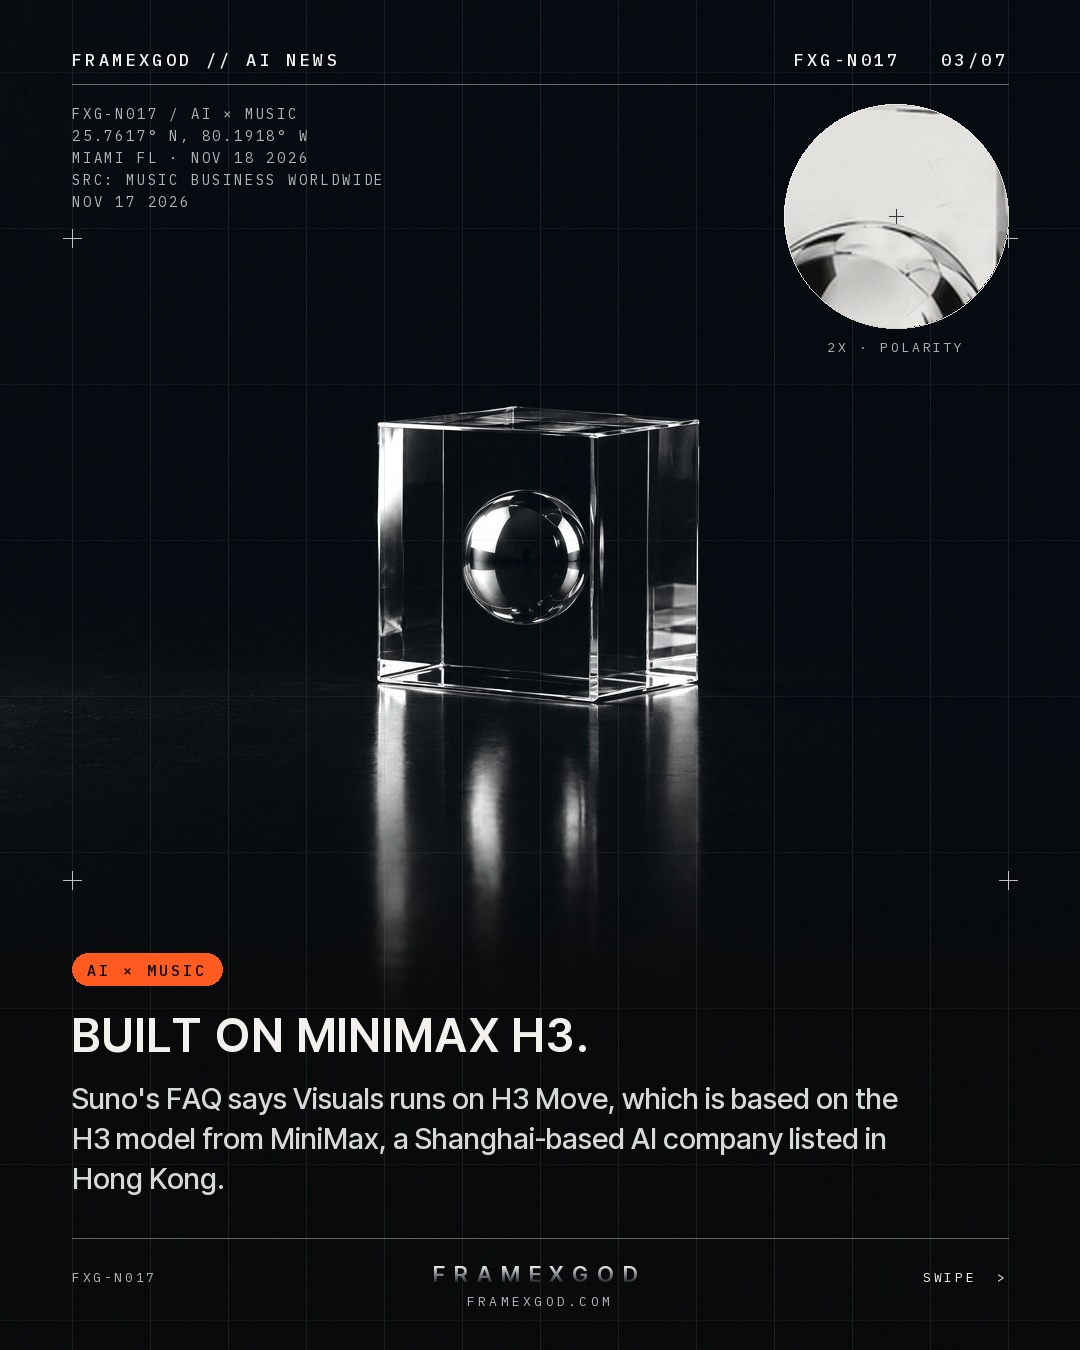 FRAMEXGOD // AI NEWS
FXG-N017 03/07
FXG-N017 / AI × MUSIC
25.7617° N, 80.1918° W
MIAMI FL · NOV 18 2026
SRC: MUSIC BUSINESS WORLDWIDE
NOV 17 2026
2X · POLARITY
AI × MUSIC
BUILT ON MINIMAX H3.
Suno's FAQ says Visuals runs on H3 Move, which is based on the
H3 model from MiniMax, a Shanghai-based AI company listed in
Hong Kong.
FXG-N017
FRAMEXGOD
FRAMEXGOD.COM
SWIPE >